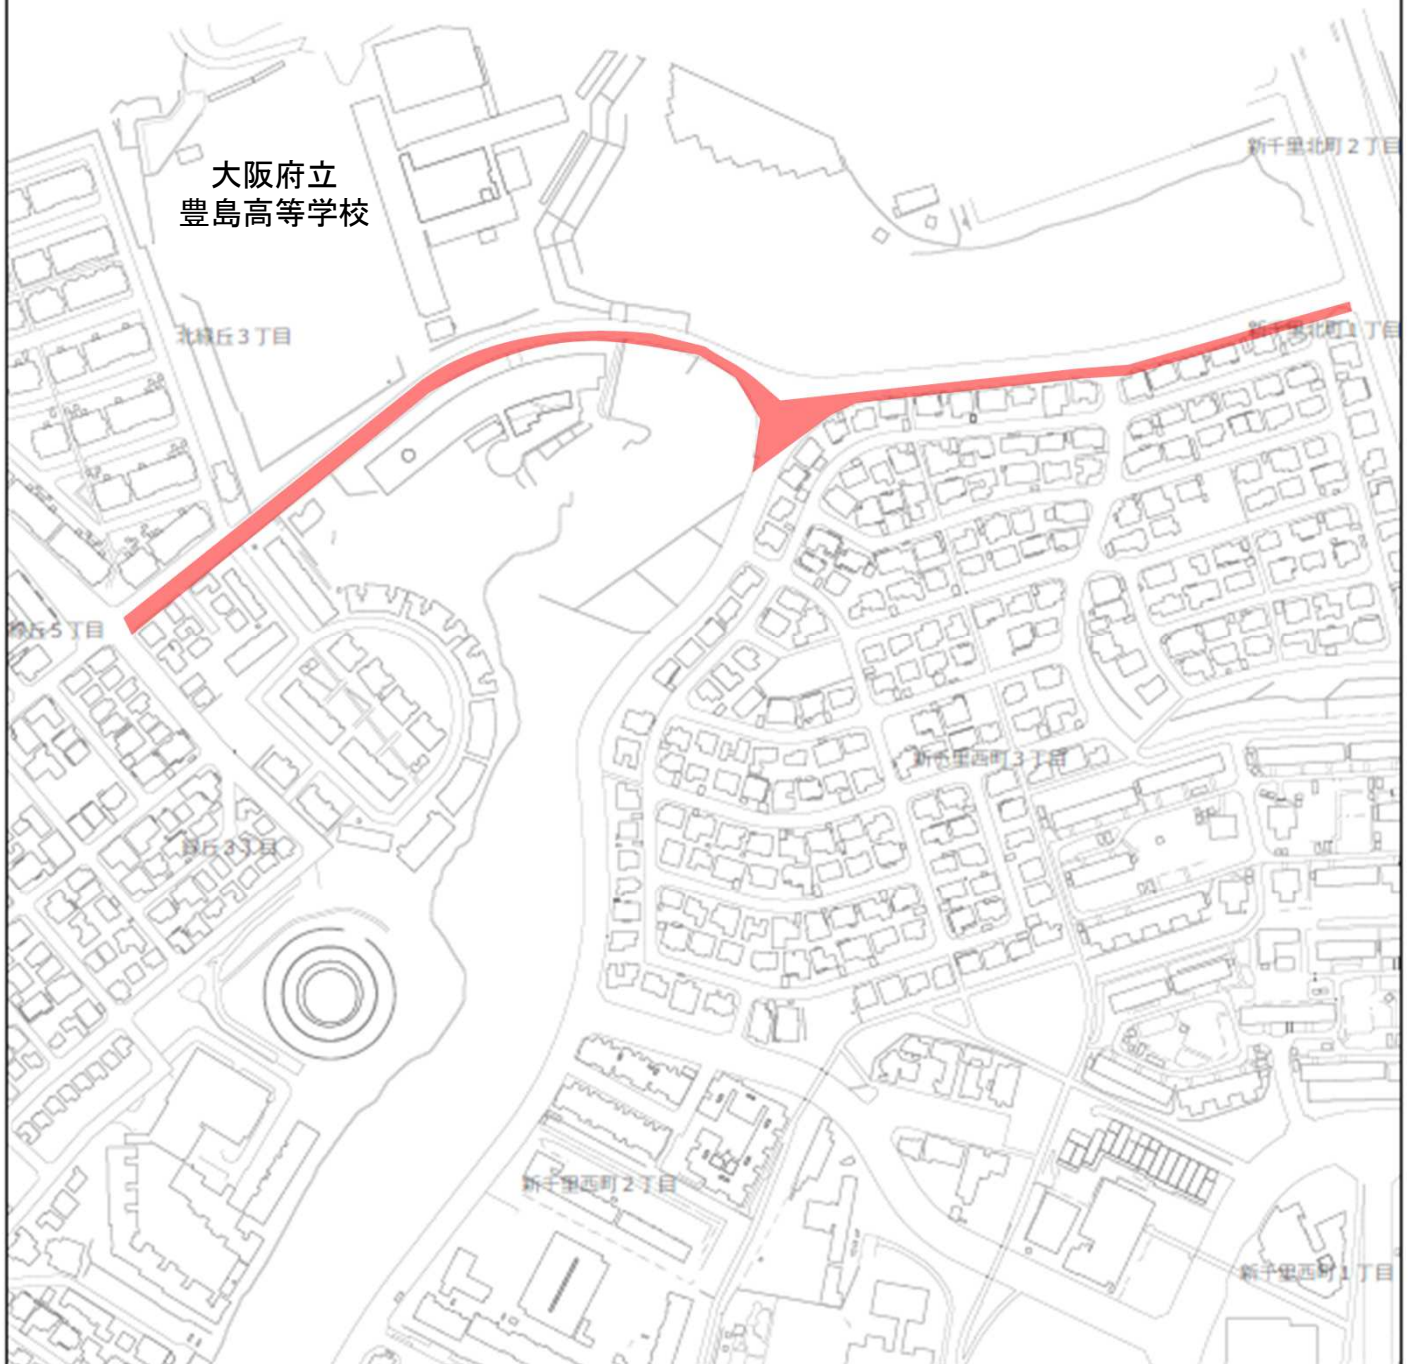 新千里北町２丁目
大阪府立
豊島高等学校
新千里北町１丁目
北緑丘３丁目
緑丘５丁目
新千里西町３丁目
緑丘３丁目
新千里西町２丁目
新千里西町１丁目